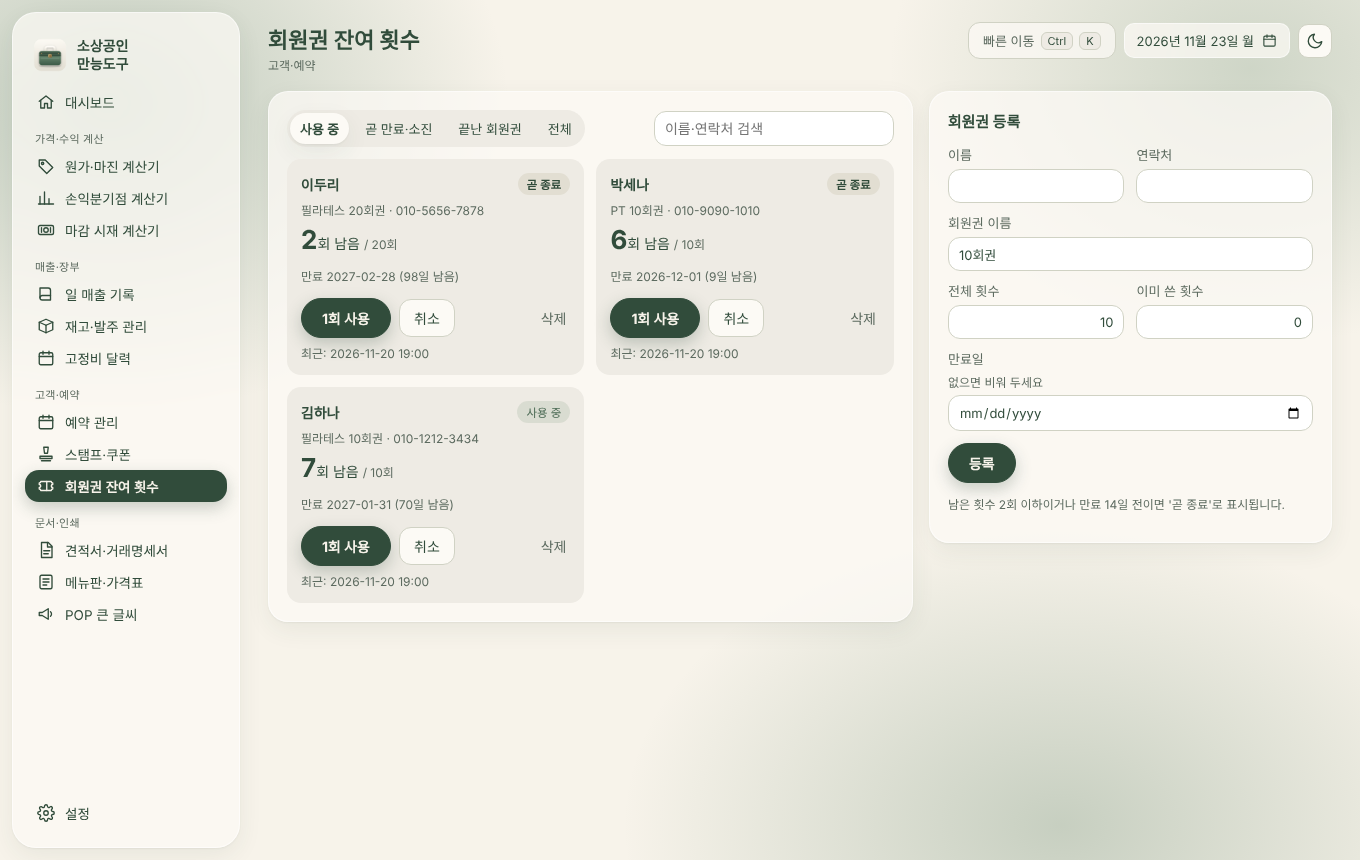 소상공인
만능도구
대시보드
가격·수익 계산
원가·마진 계산기
손익분기점 계산기
마감 시재 계산기
매출·장부
일 매출 기록
재고·발주 관리
고정비 달력
고객·예약
예약 관리
스탬프·쿠폰
회원권 잔여 횟수
문서·인쇄
견적서·거래명세서
메뉴판·가격표
POP 큰 글씨
설정
회원권 잔여 횟수
고객·예약
빠른 이동 Ctrl K
2026년 11월 23일 월
사용 중 곧 만료·소진 끝난 회원권 전체
이름·연락처 검색
이두리 곧 종료
필라테스 20회권 · 010-5656-7878
2회 남음 / 20회
만료 2027-02-28 (98일 남음)
1회 사용 취소 삭제
최근: 2026-11-20 19:00
박세나 곧 종료
PT 10회권 · 010-9090-1010
6회 남음 / 10회
만료 2026-12-01 (9일 남음)
1회 사용 취소 삭제
최근: 2026-11-20 19:00
김하나 사용 중
필라테스 10회권 · 010-1212-3434
7회 남음 / 10회
만료 2027-01-31 (70일 남음)
1회 사용 취소 삭제
최근: 2026-11-20 19:00
회원권 등록
이름 연락처
회원권 이름
10회권
전체 횟수 이미 쓴 횟수
10 0
만료일
없으면 비워 두세요
mm/dd/yyyy
등록
남은 횟수 2회 이하이거나 만료 14일 전이면 '곧 종료'로 표시됩니다.